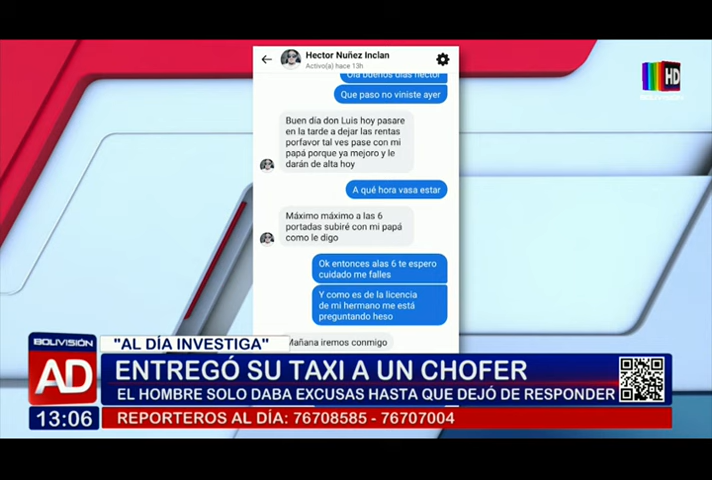 Hector Nuñez Inclan
Activo(a) hace 13h
Ola buenos dias hector
Que paso no viniste ayer
Buen día don Luis hoy pasare
en la tarde a dejar las rentas
porfavor tal ves pase con mi
papá porque ya mejoro y le
darán de alta hoy
A qué hora vasa estar
Máximo máximo a las 6
portadas subiré con mi papá
como le digo
Ok entonces alas 6 te espero
cuidado me falles
Y como es de la licencia
de mi hermano me está
preguntando heso
Mañana iremos conmigo
HD
BOLIVISIÓN
BOLIVISIÓN
AD
13:06
"AL DÍA INVESTIGA"
ENTREGÓ SU TAXI A UN CHOFER
EL HOMBRE SOLO DABA EXCUSAS HASTA QUE DEJÓ DE RESPONDER
REPORTEROS AL DÍA: 76708585 - 76707004